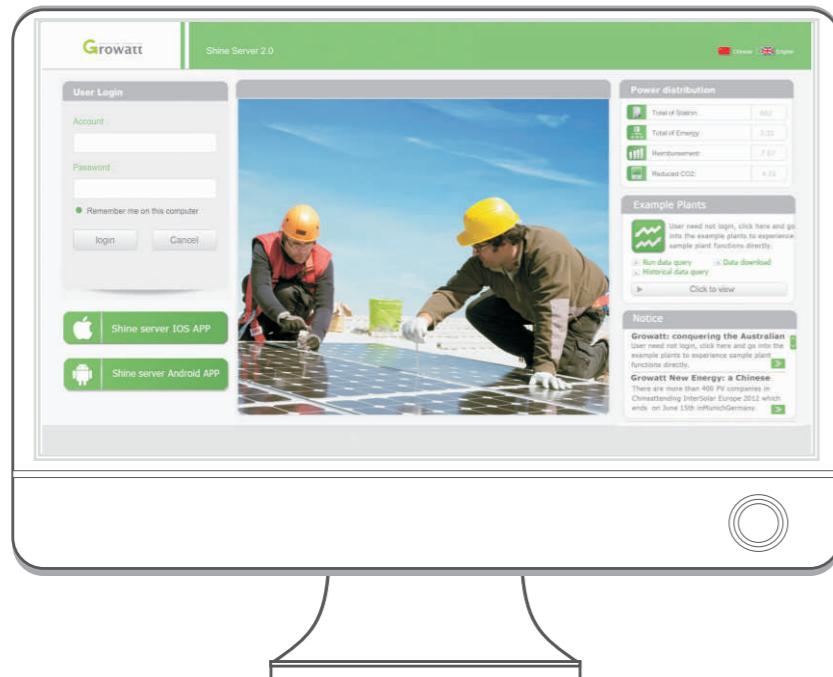 Growatt
Shine Server 2.0
Chinese
English
User Login
Account :
Password :
Remember me on this computer
login
Cancel
Shine server IOS APP
Shine server Android APP
Power distribution
Total of Station:
Total of Energy:
Reimbursement:
Reduced CO2:
Example Plants
User need not login, click here and go
into the example plants to experience
sample plant functions directly.
Run data query
Data download
Historical data query
Click to view
Notice
Growatt: conquering the Australian
User need not login, click here and go into the
example plants to experience sample plant
functions directly.
Growatt New Energy: a Chinese
There are more than 400 PV companies in
Chineattending InterSolar Europe 2012 which
ends on June 15th inMunichGermany.